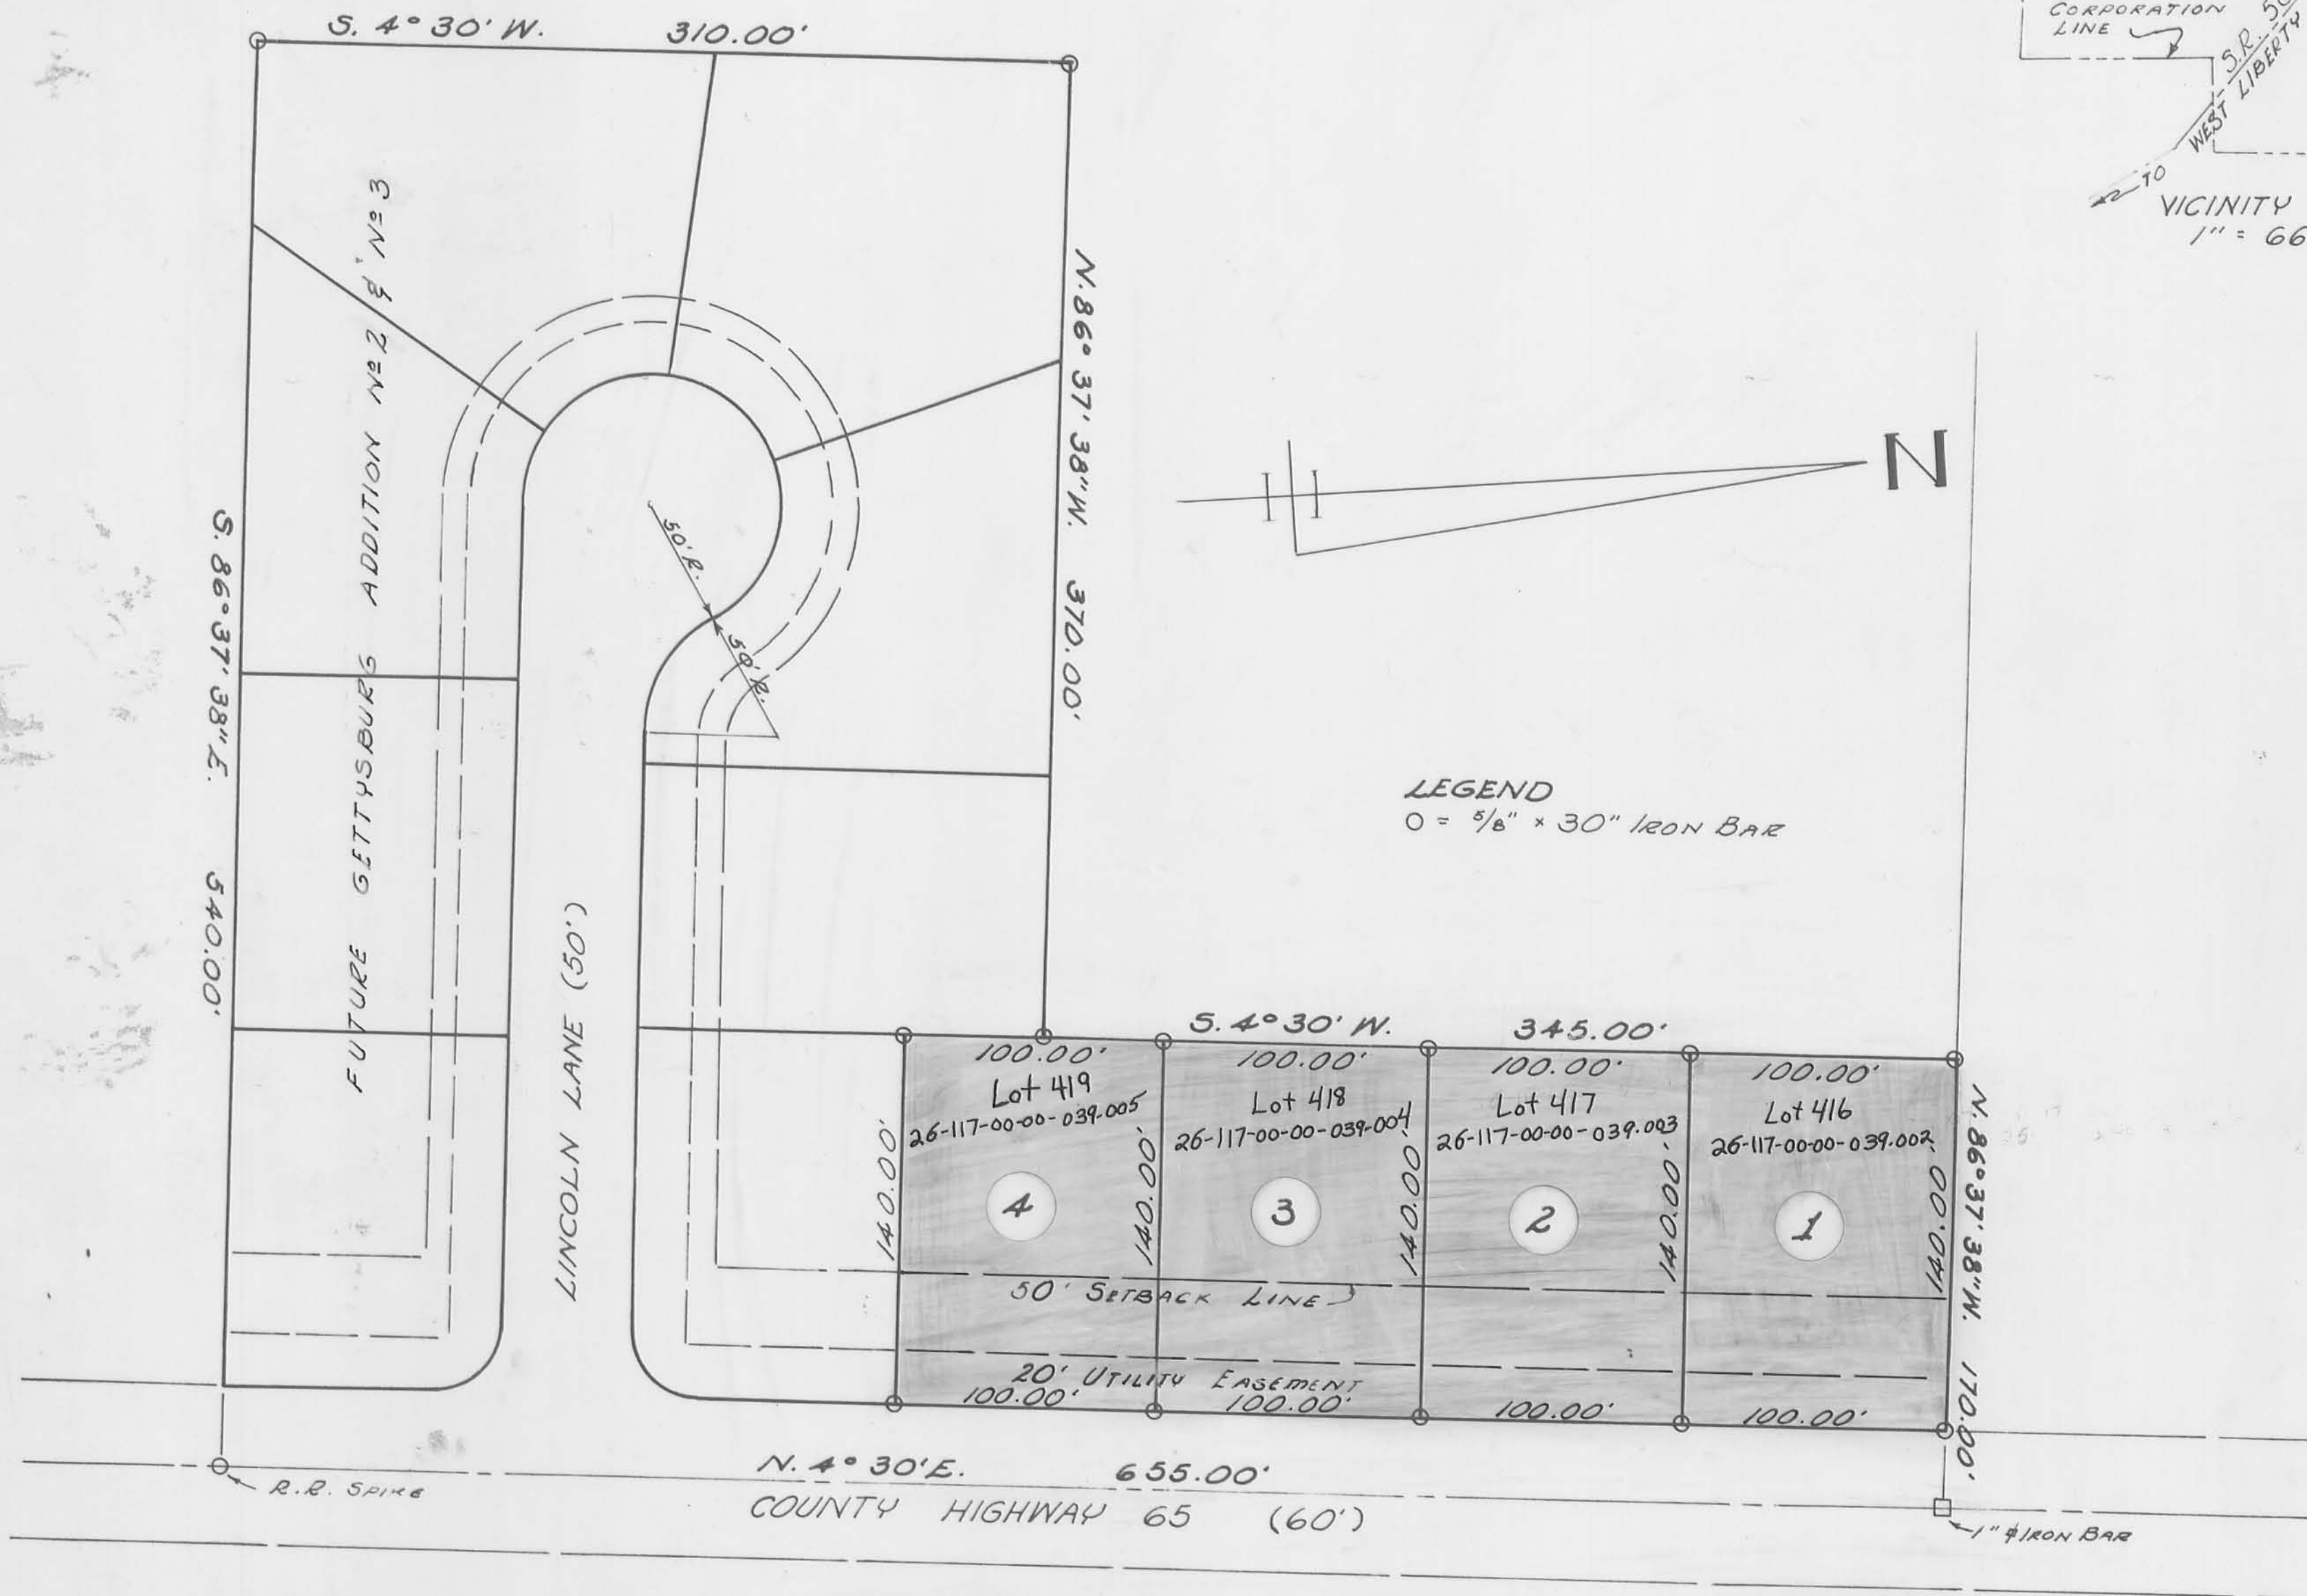 S. 4° 30' W. 310.00'
CORPORATION
LINE
S.R.
WEST LIBERTY
TO
VICINITY
1" = 66
FUTURE GETTYSBURG ADDITION Nº 2 & Nº 3
N. 86° 37' 38" W. 370.00'
N
50' R.
50' R.
S. 86° 37' 38" E. 540.00'
LEGEND
O = 5/8" x 30" IRON BAR
LINCOLN LANE (50')
S. 4° 30' W. 345.00'
100.00' 100.00' 100.00' 100.00'
Lot 419
26-117-00-00-039-005
Lot 418
26-117-00-00-039-004
Lot 417
26-117-00-00-039.003
Lot 416
26-117-00-00-039.002
140.00' 140.00' 140.00' 140.00' 140.00'
4 3 2 1
N. 86° 37' 38" W. 170.00'
50' SETBACK LINE
20' UTILITY EASEMENT
100.00' 100.00' 100.00' 100.00'
N. 4° 30' E. 655.00'
R.R. SPIKE
COUNTY HIGHWAY 65 (60')
1" ⌀ IRON BAR